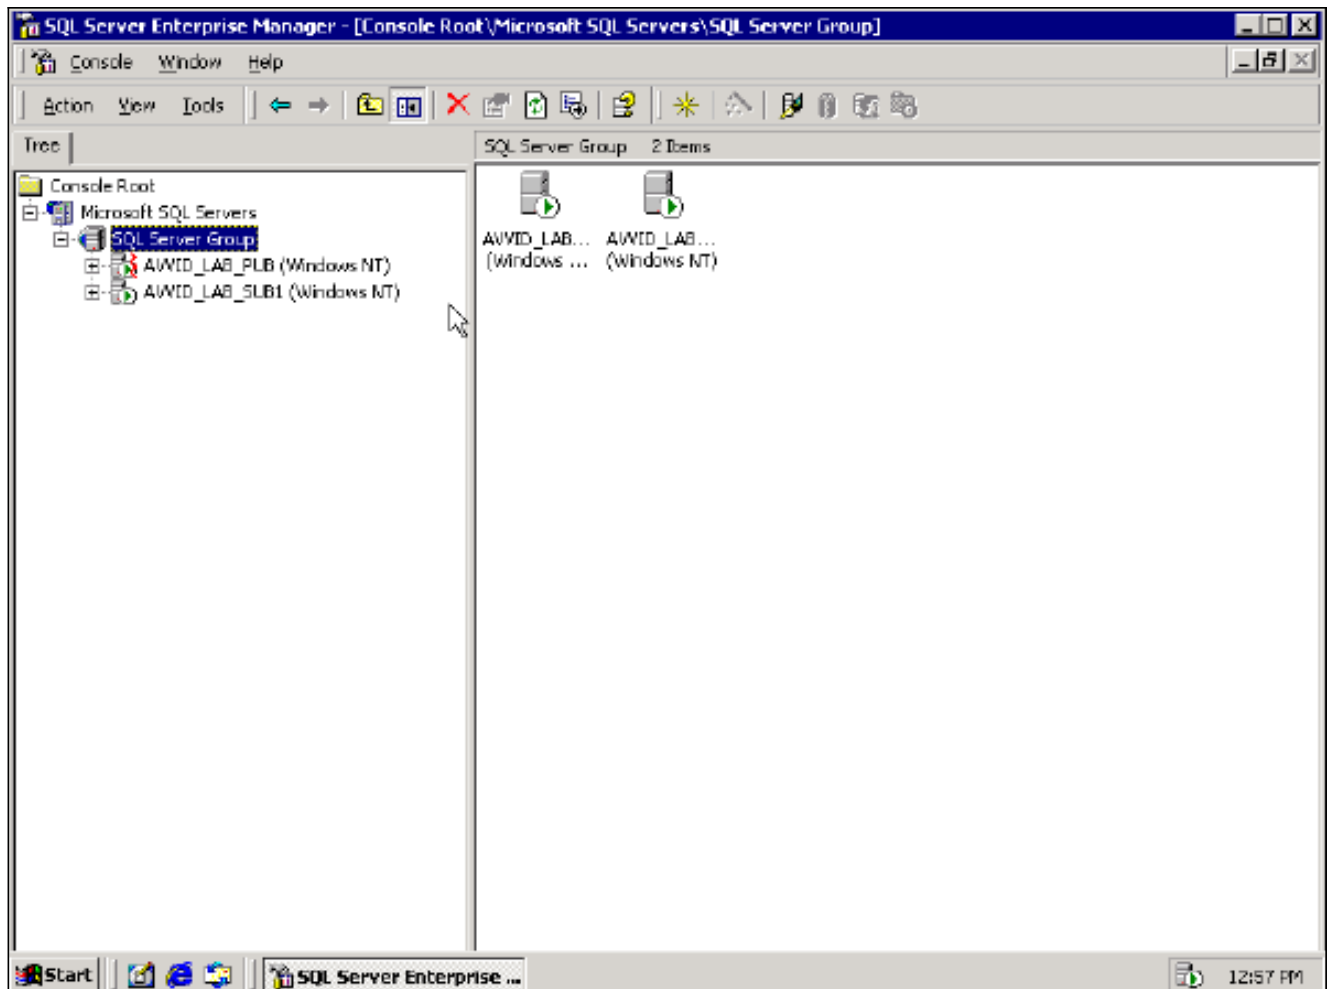 SQL Server Enterprise Manager - [Console Root\Microsoft SQL Servers\SQL Server Group]
Console Window Help
Action View Tools
Tree
SQL Server Group 2 Items
Console Root
Microsoft SQL Servers
SQL Server Group
AVVID_LAB_PUB (Windows NT)
AVVID_LAB_SUB1 (Windows NT)
AVVID_LAB... AVVID_LAB...
(Windows ... (Windows NT)
Start SQL Server Enterprise ... 12:57 PM